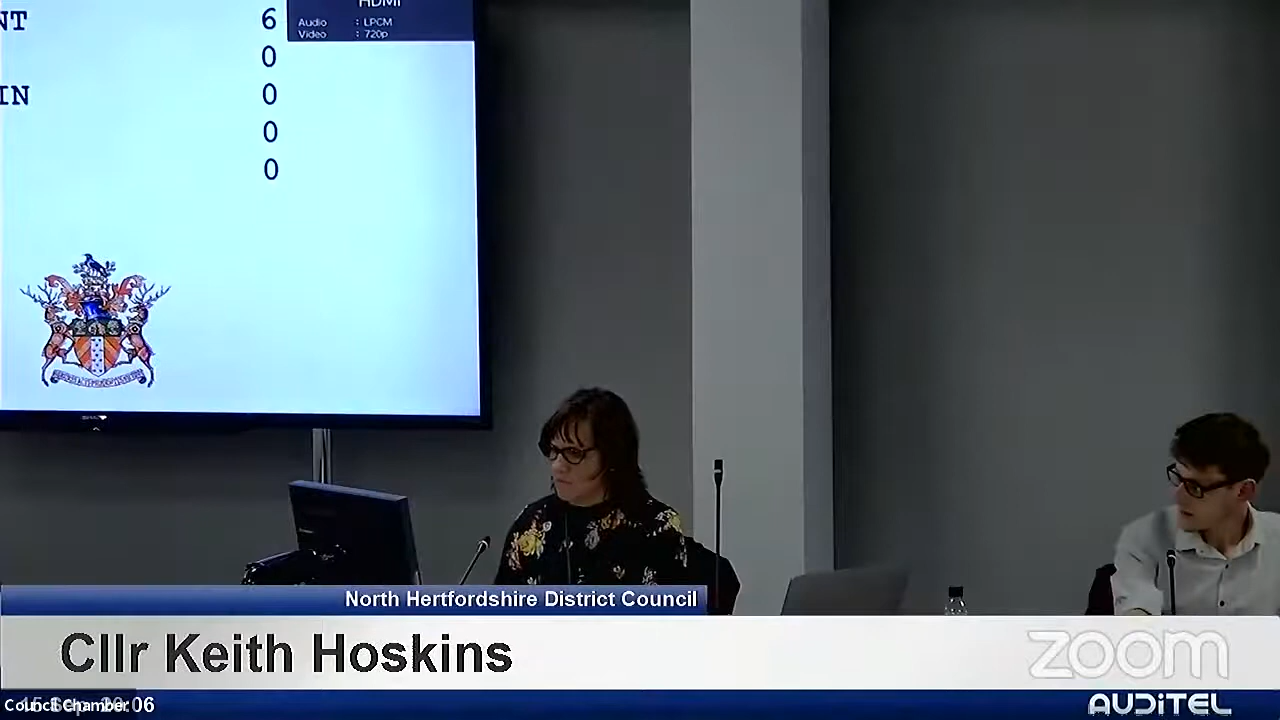 NT 6
HDMI
Audio : LPCM
Video : 720p
0
IN 0
0
0
North Hertfordshire District Council
Cllr Keith Hoskins
zoom
Council Chamber
AUDiTEL